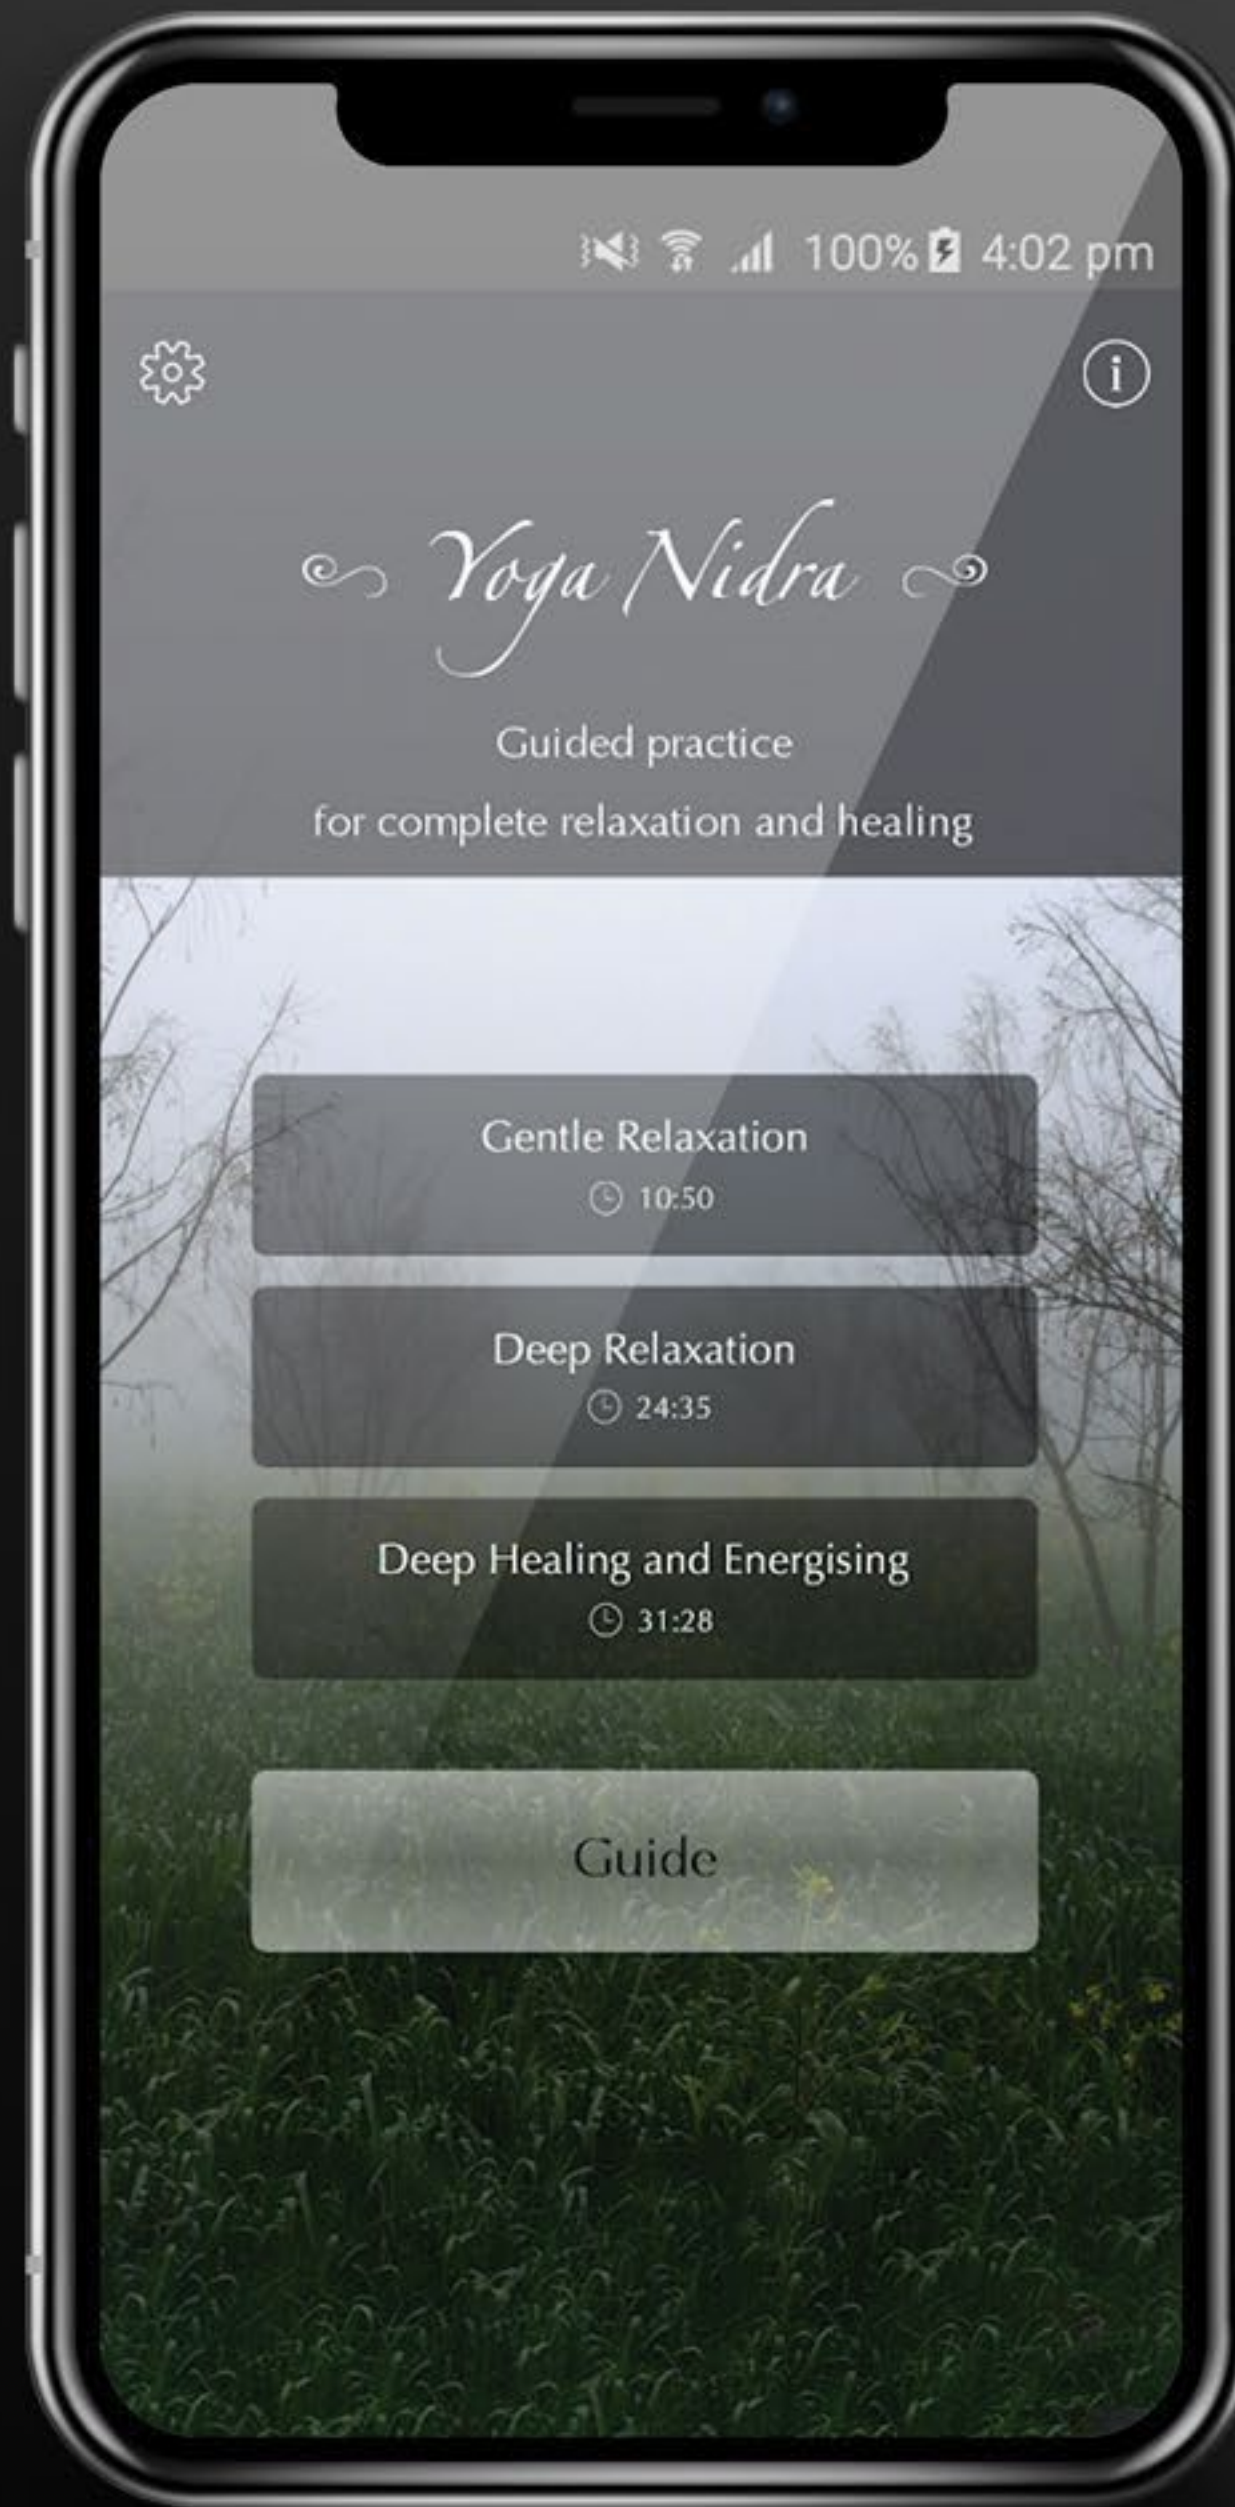 100% 4:02 pm
Yoga Nidra
Guided practice
for complete relaxation and healing
Gentle Relaxation
10:50
Deep Relaxation
24:35
Deep Healing and Energising
31:28
Guide